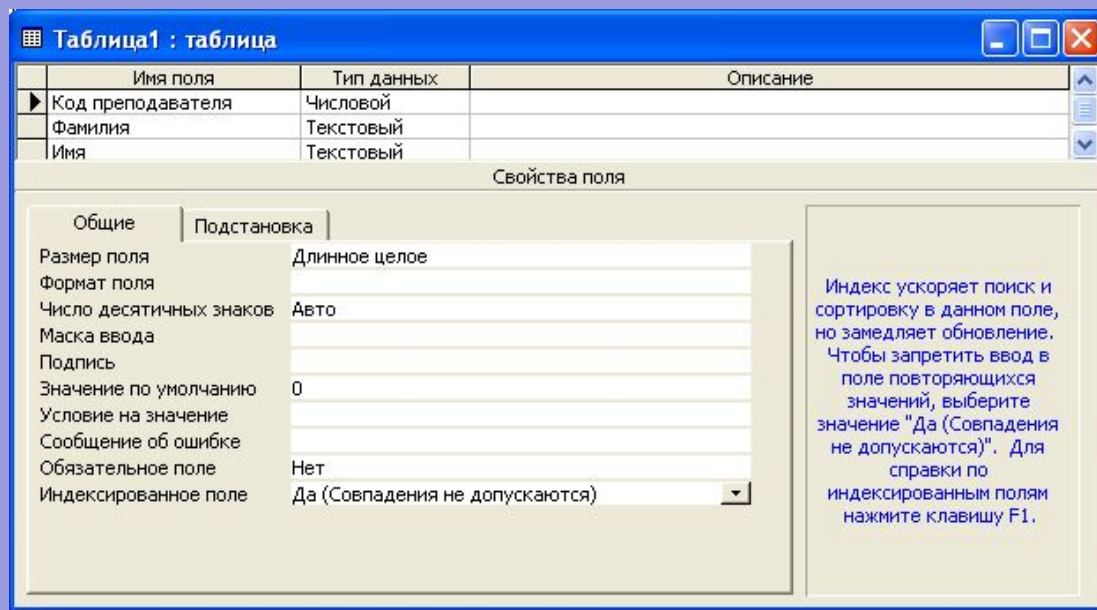 Таблица1 : таблица
Имя поля Тип данных Описание
Код преподавателя Числовой
Фамилия Текстовый
Имя Текстовый
Свойства поля
Общие Подстановка
Размер поля Длинное целое
Формат поля
Число десятичных знаков Авто
Маска ввода
Подпись
Значение по умолчанию 0
Условие на значение
Сообщение об ошибке
Обязательное поле Нет
Индексированное поле Да (Совпадения не допускаются)
Индекс ускоряет поиск и
сортировку в данном поле,
но замедляет обновление.
Чтобы запретить ввод в
поле повторяющихся
значений, выберите
значение "Да (Совпадения
не допускаются)". Для
справки по
индексированным полям
нажмите клавишу F1.